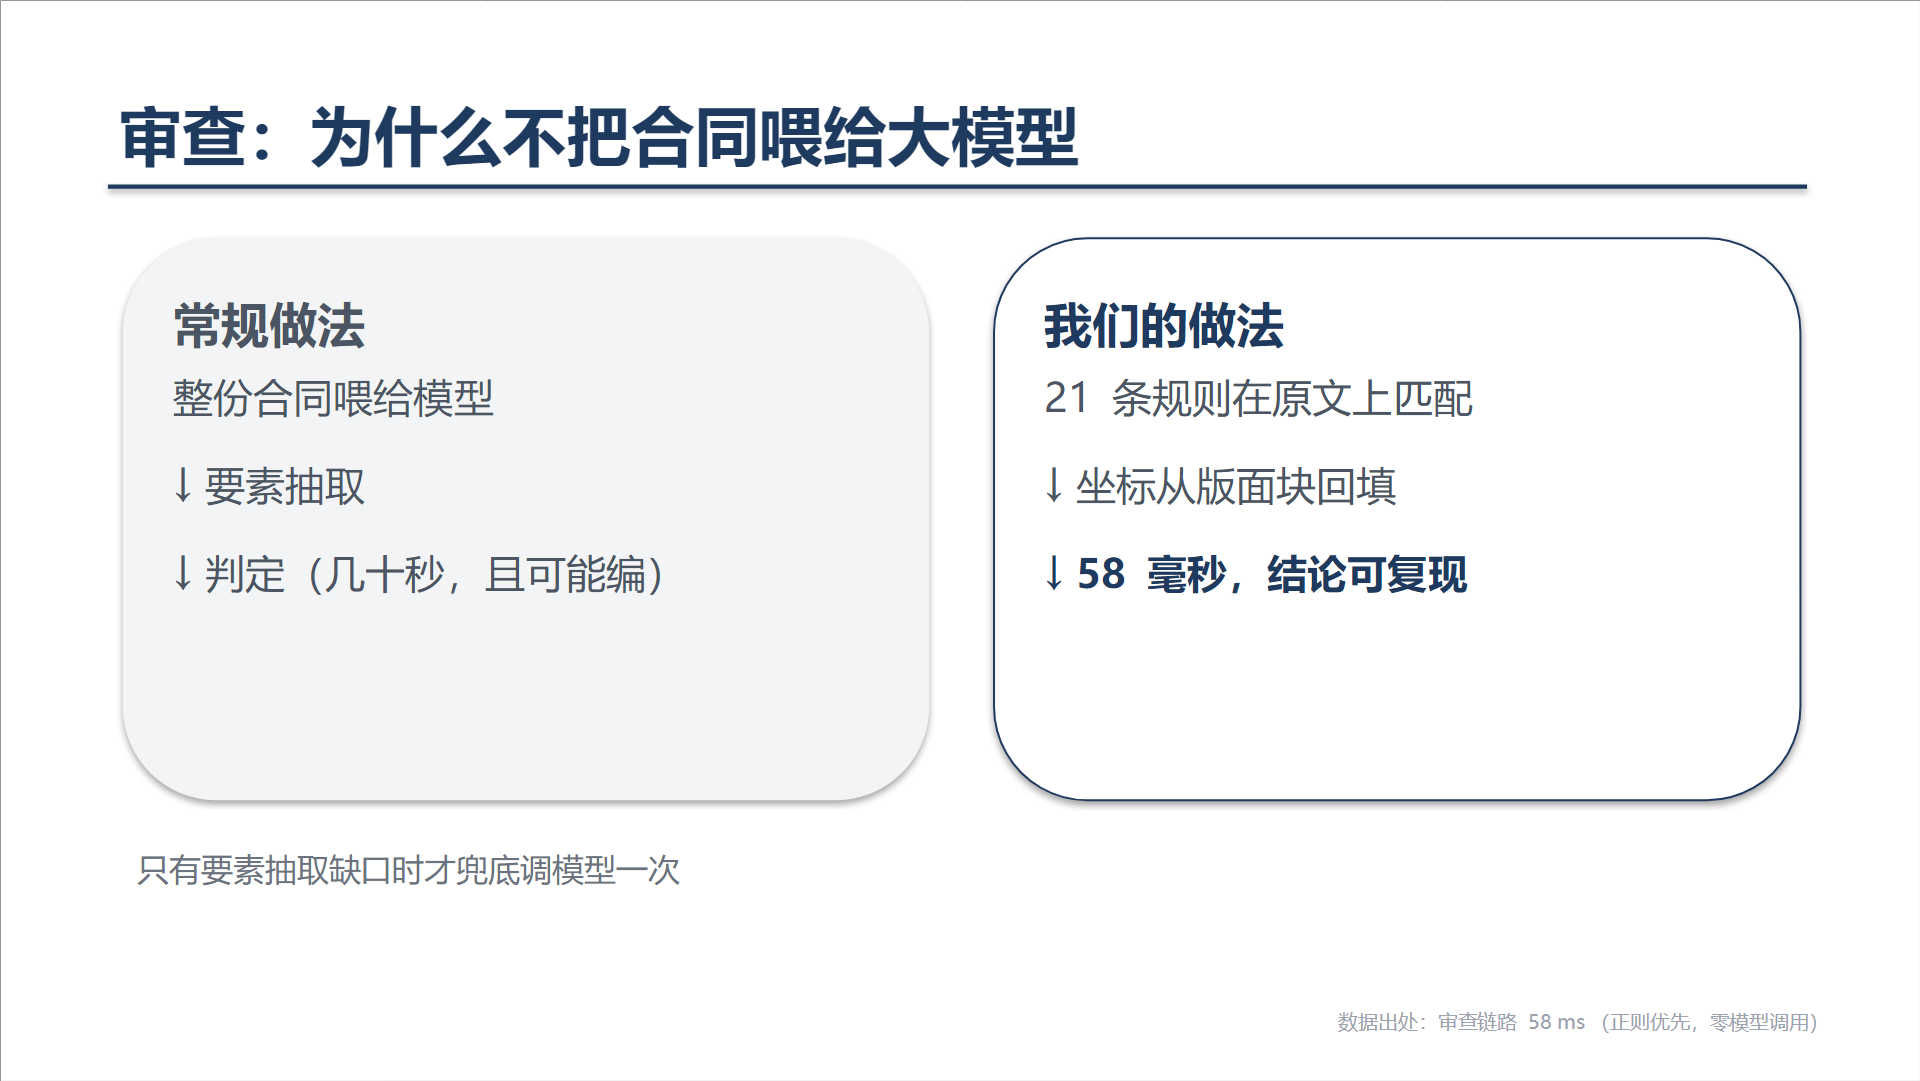 审查：为什么不把合同喂给大模型
常规做法
整份合同喂给模型
↓ 要素抽取
↓ 判定（几十秒，且可能编）
我们的做法
21 条规则在原文上匹配
↓ 坐标从版面块回填
↓ 58 毫秒，结论可复现
只有要素抽取缺口时才兜底调模型一次
数据出处：审查链路 58 ms （正则优先，零模型调用）